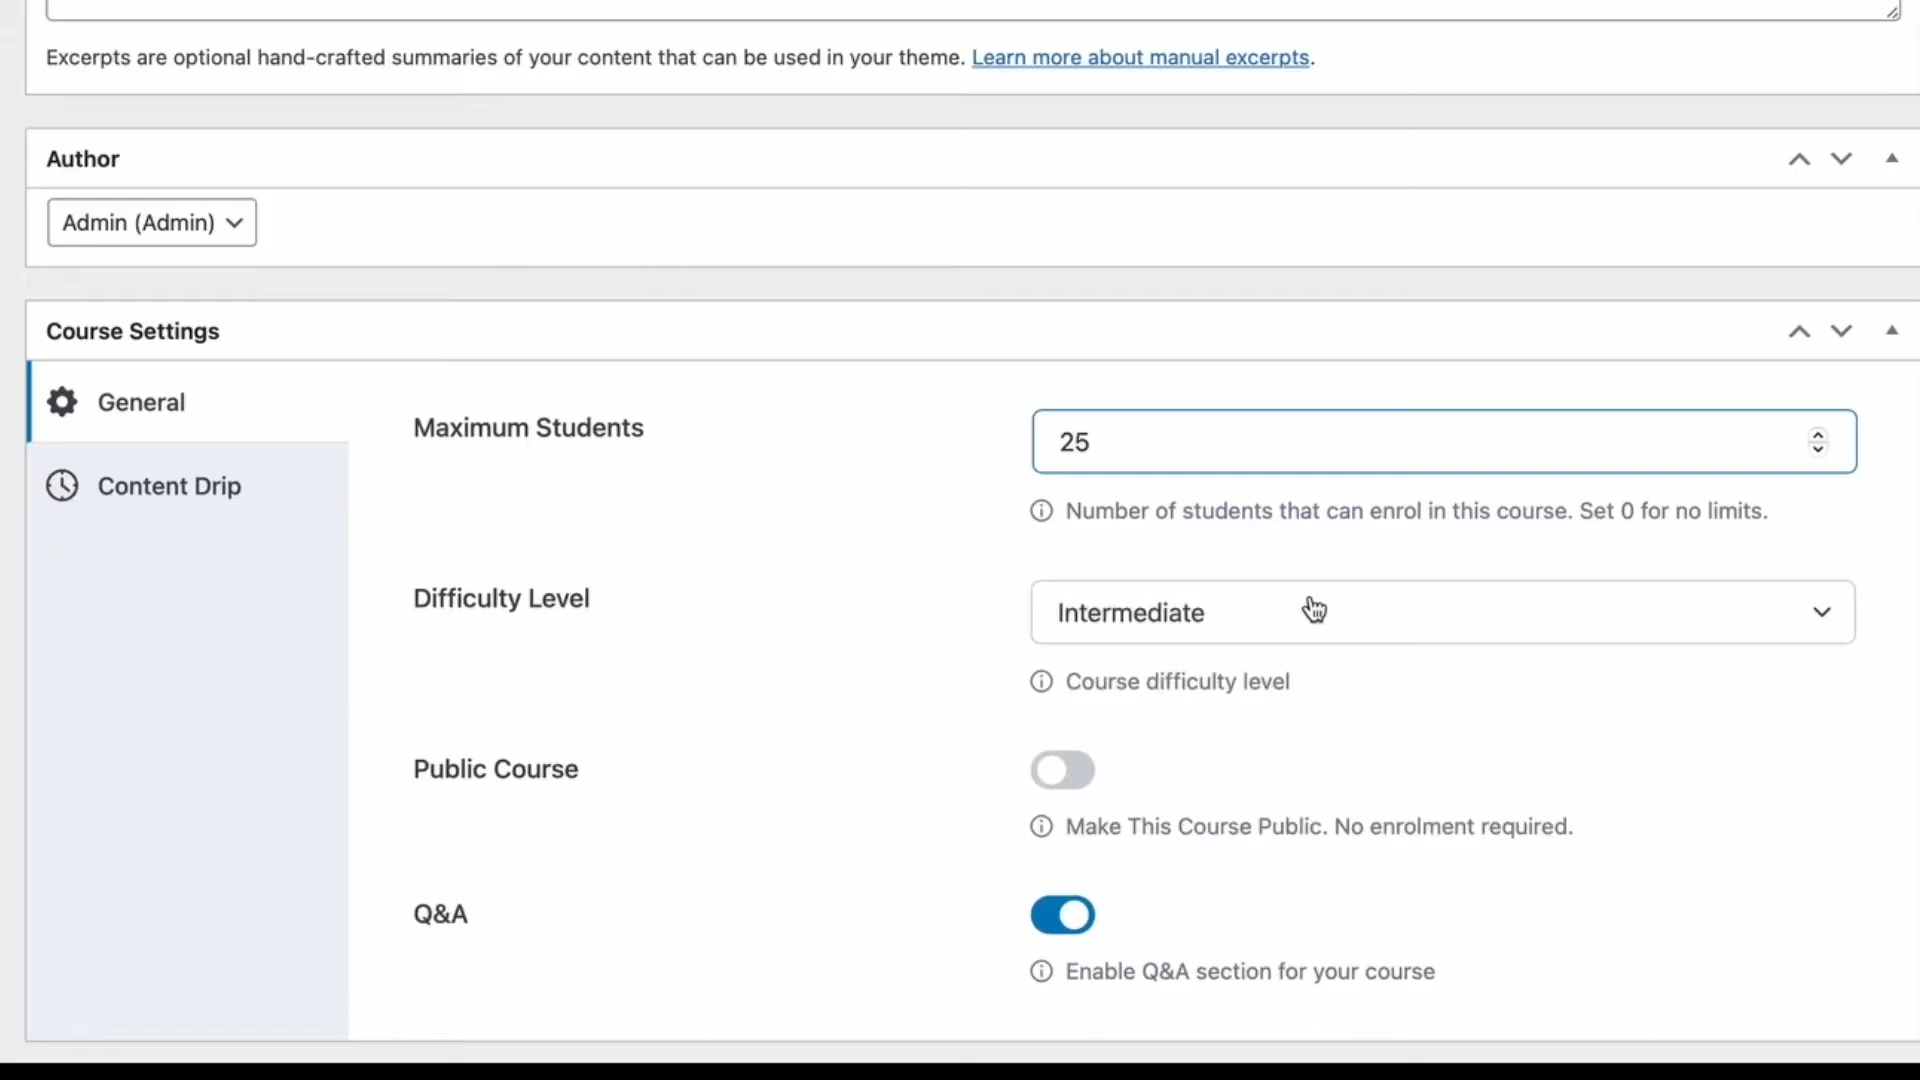 Excerpts are optional hand-crafted summaries of your content that can be used in your theme. Learn more about manual excerpts.
Author
Admin (Admin)
Course Settings
General
Maximum Students
25
Content Drip
Number of students that can enrol in this course. Set 0 for no limits.
Difficulty Level
Intermediate
Course difficulty level
Public Course
Make This Course Public. No enrolment required.
Q&A
Enable Q&A section for your course